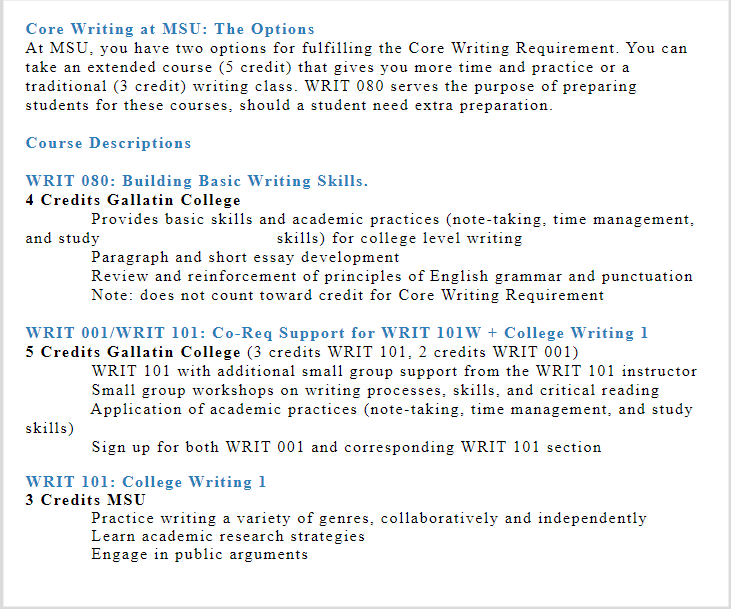 Core Writing at MSU: The Options
At MSU, you have two options for fulfilling the Core Writing Requirement. You can
take an extended course (5 credit) that gives you more time and practice or a
traditional (3 credit) writing class. WRIT 080 serves the purpose of preparing
students for these courses, should a student need extra preparation.
Course Descriptions
WRIT 080: Building Basic Writing Skills.
4 Credits Gallatin College
Provides basic skills and academic practices (note-taking, time management,
and study skills) for college level writing
Paragraph and short essay development
Review and reinforcement of principles of English grammar and punctuation
Note: does not count toward credit for Core Writing Requirement
WRIT 001/WRIT 101: Co-Req Support for WRIT 101W + College Writing 1
5 Credits Gallatin College (3 credits WRIT 101, 2 credits WRIT 001)
WRIT 101 with additional small group support from the WRIT 101 instructor
Small group workshops on writing processes, skills, and critical reading
Application of academic practices (note-taking, time management, and study
skills)
Sign up for both WRIT 001 and corresponding WRIT 101 section
WRIT 101: College Writing 1
3 Credits MSU
Practice writing a variety of genres, collaboratively and independently
Learn academic research strategies
Engage in public arguments